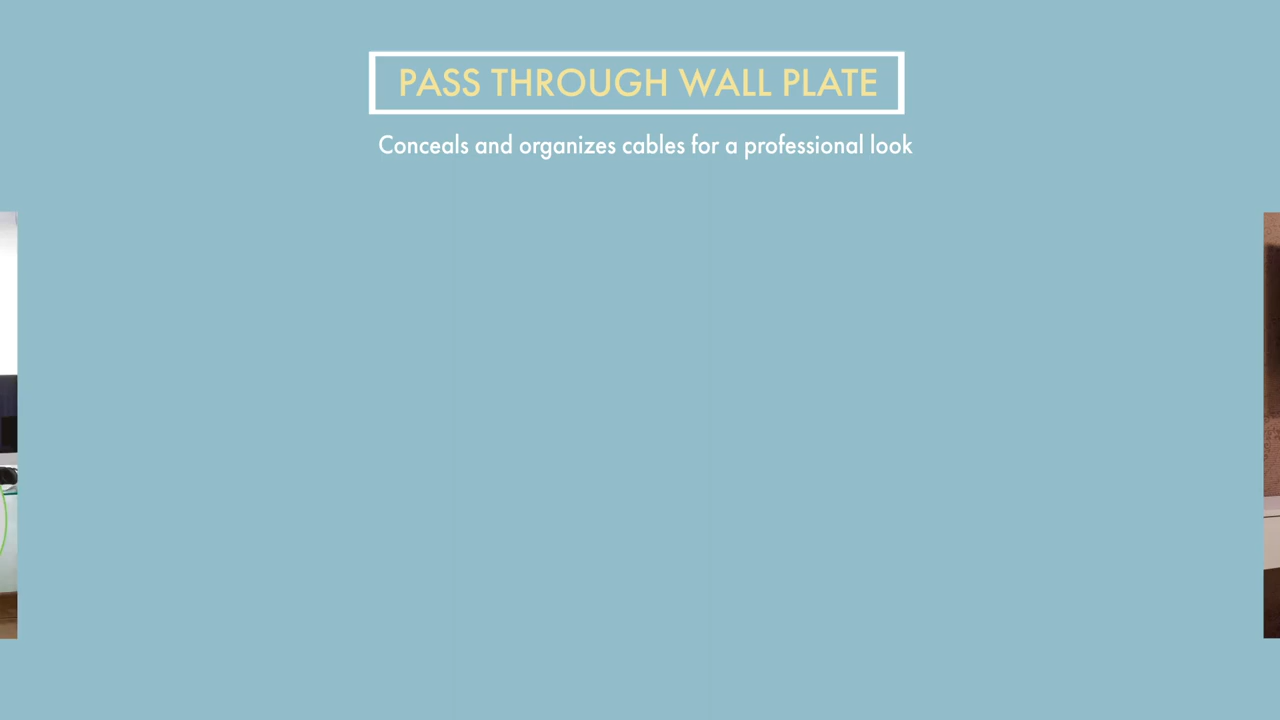 PASS THROUGH WALL PLATE
Conceals and organizes cables for a professional look